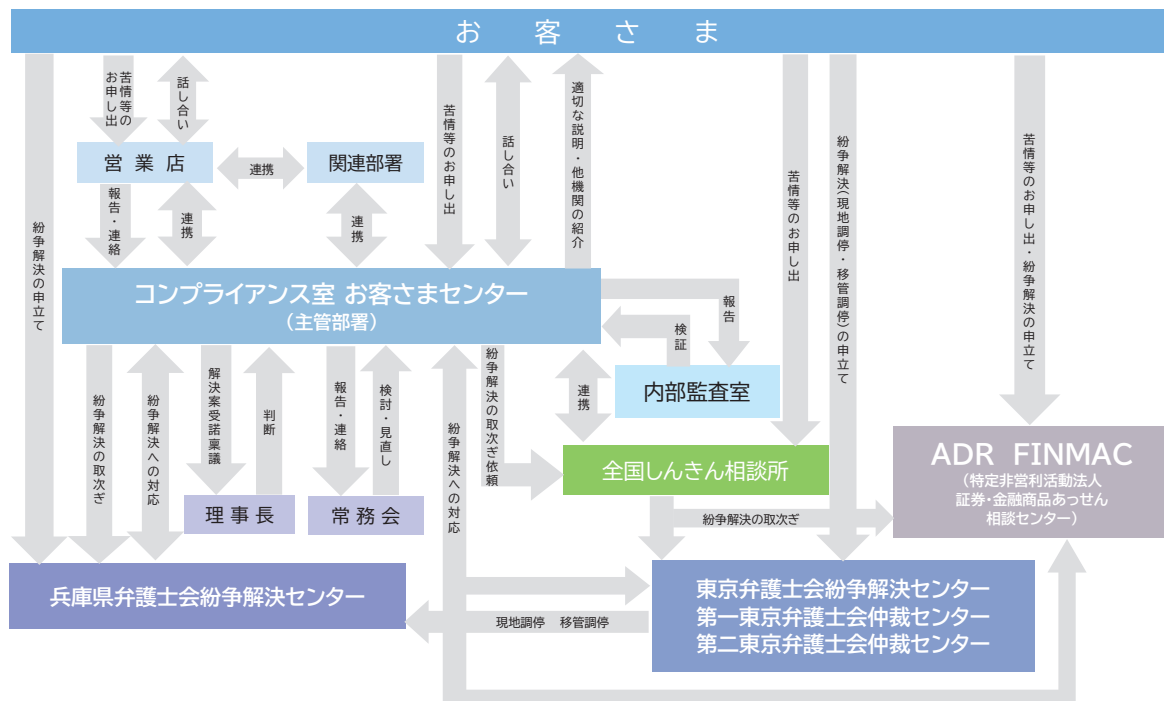 お客さま
紛争解決の申立て
苦情等の
お申し出
話し合い
苦情等のお申し出
話し合い
適切な説明・他機関の紹介
苦情等のお申し出
紛争解決(現地調停・移管調停)の申立て
苦情等のお申し出・紛争解決の申立て
営業店
連携
関連部署
報告・連絡
連携
連携
コンプライアンス室 お客さまセンター
（主管部署）
報告
検証
内部監査室
紛争解決の取次ぎ
紛争解決への対応
解決案受諾稟議
判断
報告・連絡
検討・見直し
紛争解決への対応
紛争解決の取次ぎ依頼
連携
全国しんきん相談所
ADR FINMAC
（特定非営利活動法人
証券・金融商品あっせん
相談センター）
理事長
常務会
紛争解決の取次ぎ
兵庫県弁護士会紛争解決センター
現地調停 移管調停
東京弁護士会紛争解決センター
第一東京弁護士会仲裁センター
第二東京弁護士会仲裁センター